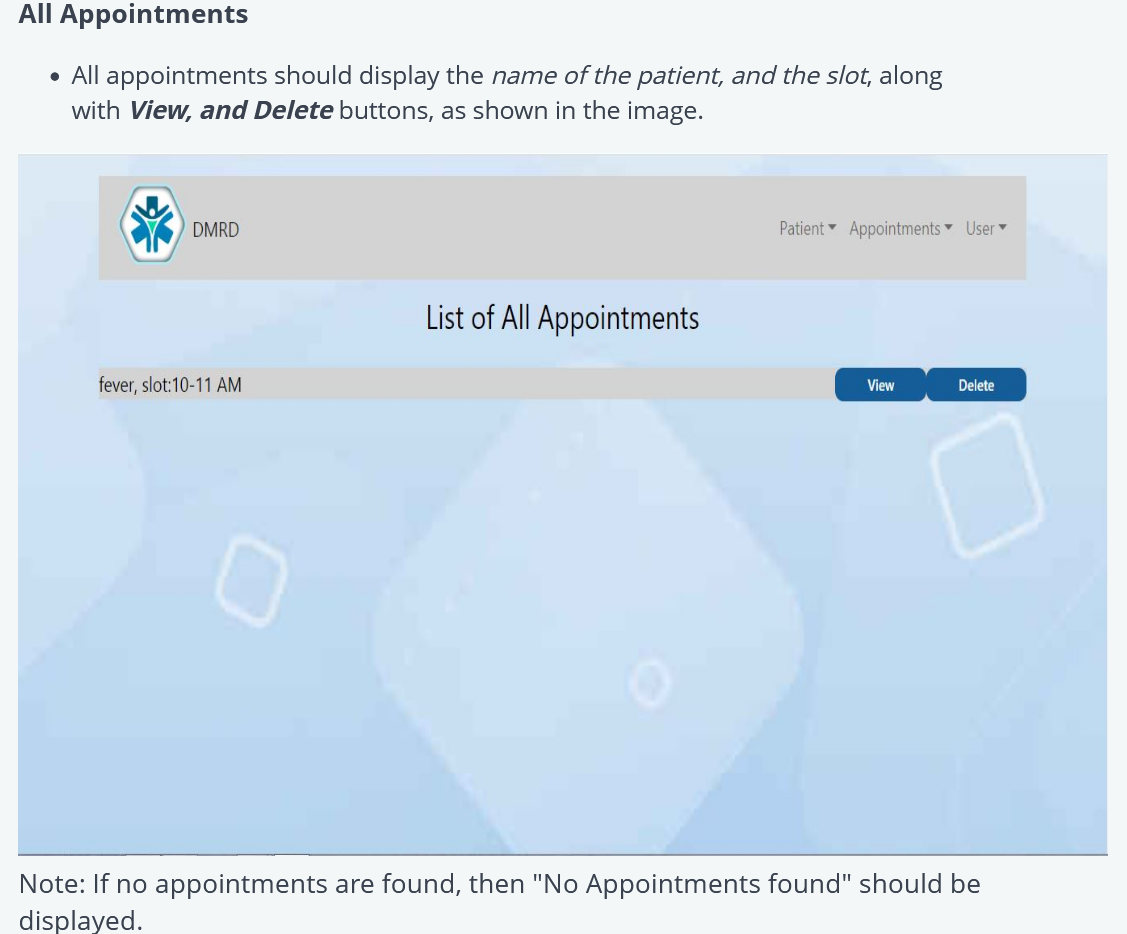 All Appointments
• All appointments should display the name of the patient, and the slot, along
with View, and Delete buttons, as shown in the image.
DMRD
Patient Appointments User
List of All Appointments
fever, slot:10-11 AM View Delete
Note: If no appointments are found, then "No Appointments found" should be
displayed.